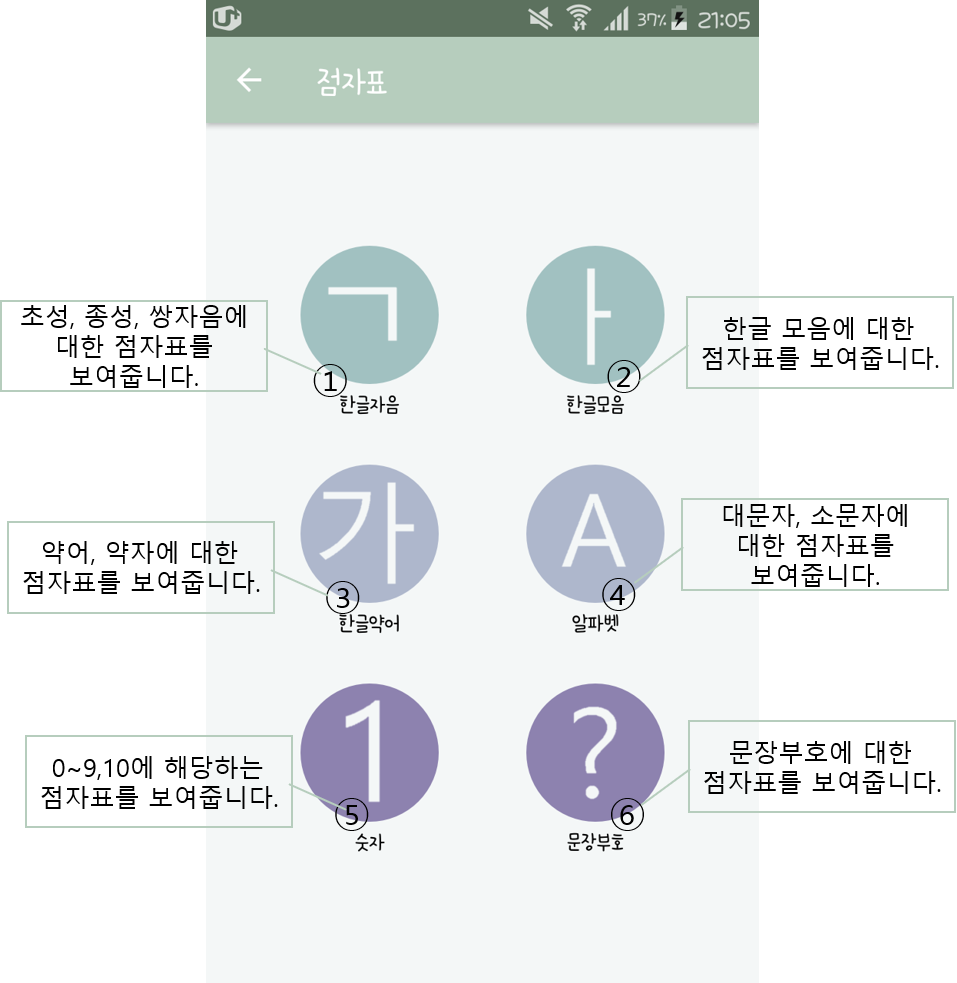 U+ 37% 21:05
점자표
ㄱ
ㅏ
초성, 종성, 쌍자음에
대한 점자표를
보여줍니다.
한글 모음에 대한
점자표를 보여줍니다.
①
②
한글자음
한글모음
가
A
약어, 약자에 대한
점자표를 보여줍니다.
대문자, 소문자에
대한 점자표를
보여줍니다.
③
④
한글약어
알파벳
1
?
0~9,10에 해당하는
점자표를 보여줍니다.
문장부호에 대한
점자표를 보여줍니다.
⑤
⑥
숫자
문장부호